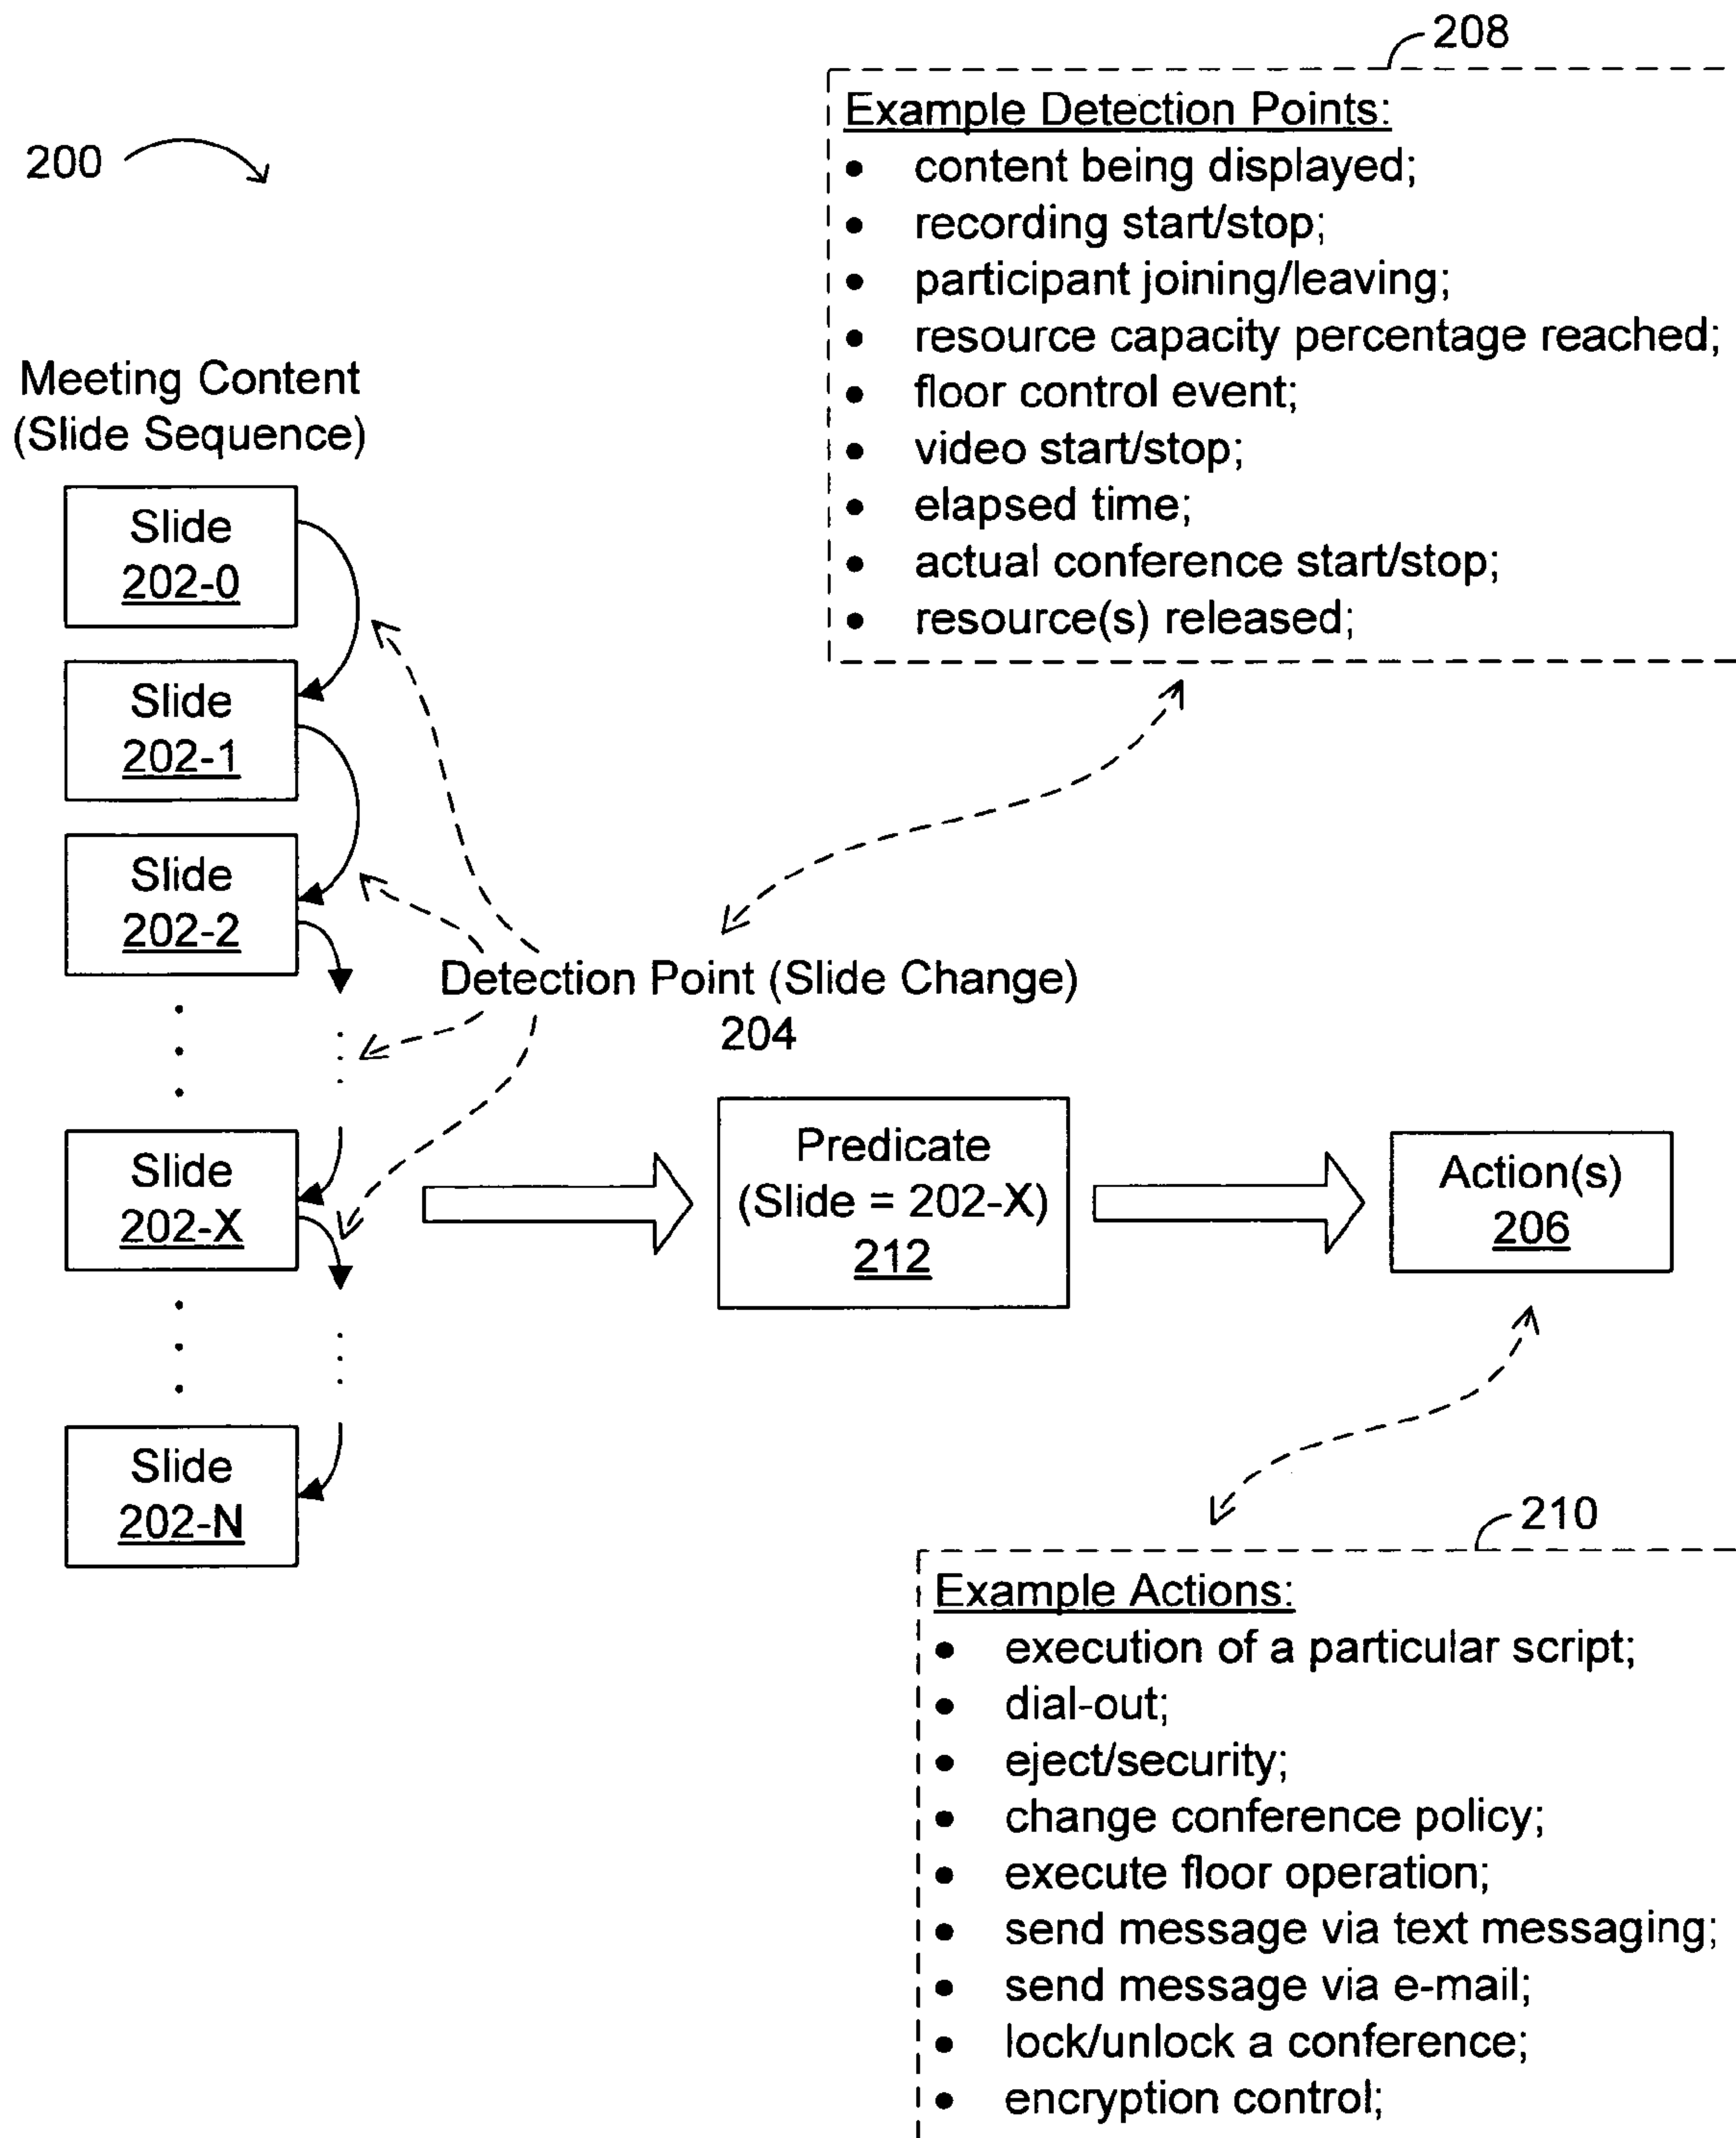 208
Example Detection Points:
• content being displayed;
• recording start/stop;
• participant joining/leaving;
• resource capacity percentage reached;
• floor control event;
• video start/stop;
• elapsed time;
• actual conference start/stop;
• resource(s) released;
200
Meeting Content
(Slide Sequence)
Slide
202-0
Slide
202-1
Slide
202-2
Detection Point (Slide Change)
204
Slide
202-X
Predicate
(Slide = 202-X)
212
Action(s)
206
Slide
202-N
210
Example Actions:
• execution of a particular script;
• dial-out;
• eject/security;
• change conference policy;
• execute floor operation;
• send message via text messaging;
• send message via e-mail;
• lock/unlock a conference;
• encryption control;